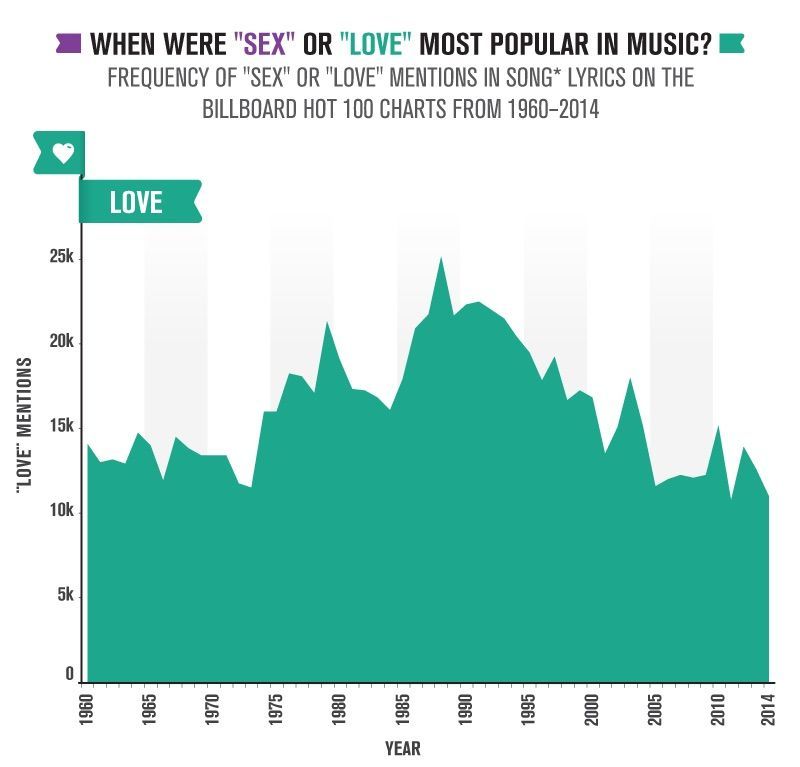 WHEN WERE "SEX" OR "LOVE" MOST POPULAR IN MUSIC?
FREQUENCY OF "SEX" OR "LOVE" MENTIONS IN SONG* LYRICS ON THE
BILLBOARD HOT 100 CHARTS FROM 1960–2014
LOVE
25k
20k
15k
10k
5k
0
"LOVE" MENTIONS
1960
1965
1970
1975
1980
1985
1990
1995
2000
2005
2010
2014
YEAR